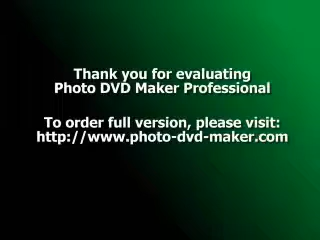 Thank you for evaluating
Photo DVD Maker Professional
To order full version, please visit:
http://www.photo-dvd-maker.com